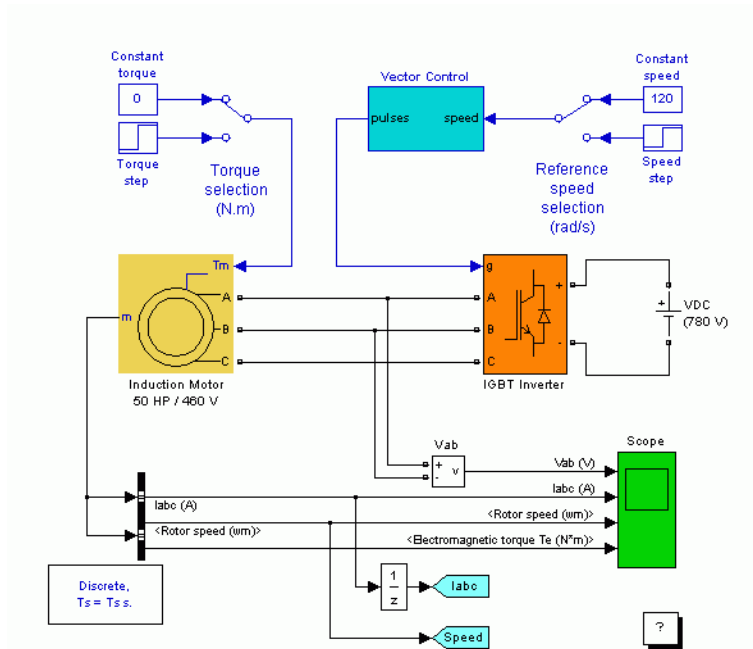 Constant
torque
0
Torque
step
Torque
selection
(N.m)
Vector Control
pulses
speed
Constant
speed
120
Speed
step
Reference
speed
selection
(rad/s)
Tm
m
A
B
C
Induction Motor
50 HP / 460 V
g
A
B
C
+
-
IGBT Inverter
+
VDC
(780 V)
Vab
+
-
v
Scope
Vab (V)
Iabc (A)
<Rotor speed (wm)>
<Electromagnetic torque Te (N*m)>
Iabc (A)
<Rotor speed (wm)>
Discrete,
Ts = Ts s.
1
z
Iabc
Speed
?